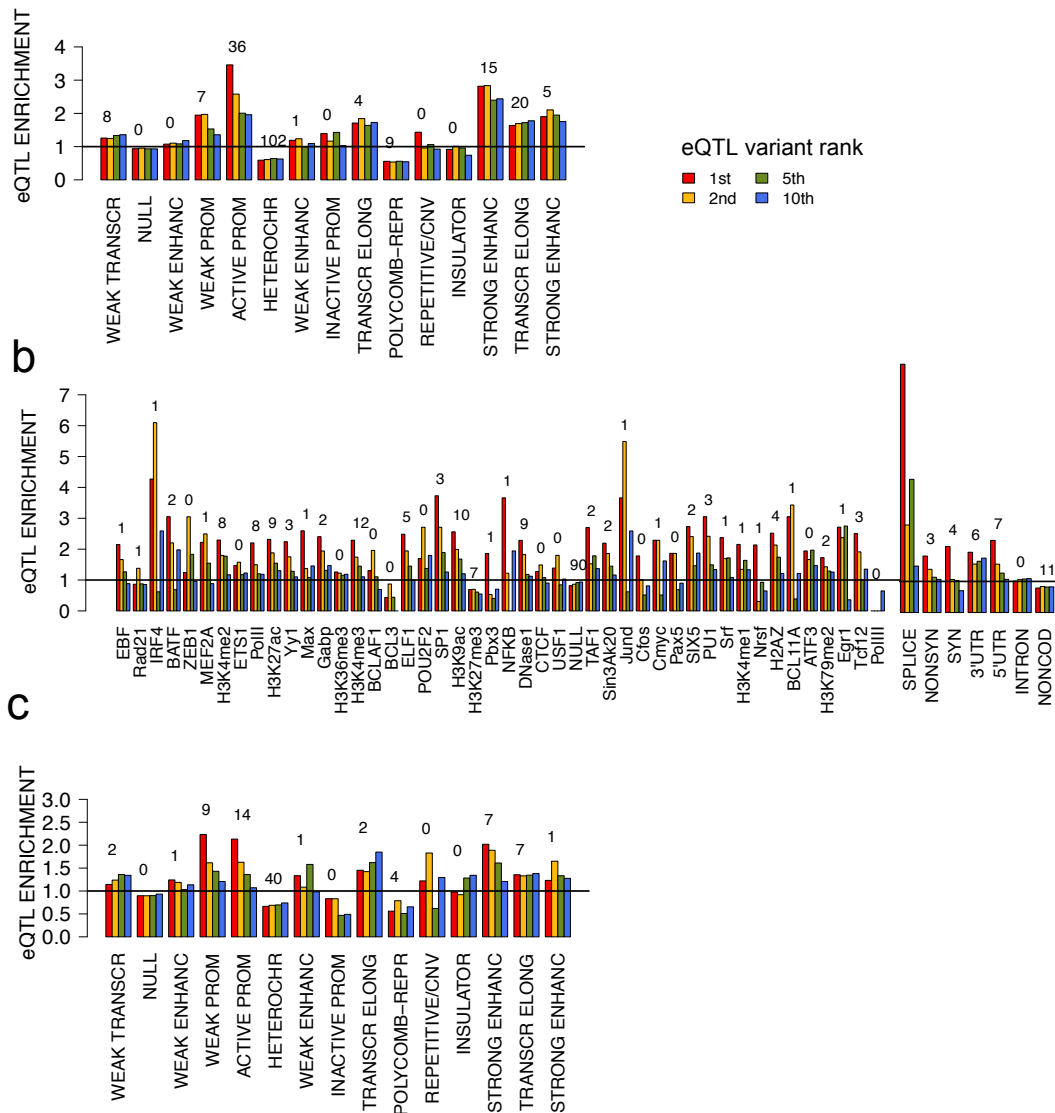 eQTL ENRICHMENT
4
3
2
1
0
8 0 0 7 36 102 1 0 4 9 0 0 15 20 5
WEAK TRANSCR
NULL
WEAK ENHANC
WEAK PROM
ACTIVE PROM
HETEROCHR
WEAK ENHANC
INACTIVE PROM
TRANSCR ELONG
POLYCOMB-REPR
REPETITIVE/CNV
INSULATOR
STRONG ENHANC
TRANSCR ELONG
STRONG ENHANC
eQTL variant rank
1st 5th
2nd 10th
b
eQTL ENRICHMENT
7
6
5
4
3
2
1
0
1 1 1 2 0 1 8 0 8 9 3 1 2 0 12 0 0 5 0 3 10 7 1 1 9 0 0 90 2 2 1 0 1 0 2 3 1 1 1 4 1 0 2 1 3 0
3 4 6 7 0 11
EBF
Rad21
IRF4
BATF
ZEB1
MEF2A
H3K4me2
ETS1
PolII
H3K27ac
Yy1
Max
Gabp
H3K36me3
H3K4me3
BCLAF1
BCL3
ELF1
POU2F2
SP1
H3K9ac
H3K27me3
Pbx3
NFKB
DNase1
CTCF
USF1
NULL
TAF1
Sin3Ak20
Jund
Cfos
Cmyc
Pax5
SIX5
PU1
Srf
H3K4me1
Nrsf
H2AZ
BCL11A
ATF3
H3K79me2
Egr1
Tcf12
PolIII
SPLICE
NONSYN
SYN
3'UTR
5'UTR
INTRON
NONCOD
c
eQTL ENRICHMENT
3.0
2.5
2.0
1.5
1.0
0.5
0.0
2 0 1 9 14 40 1 0 2 4 0 0 7 7 1
WEAK TRANSCR
NULL
WEAK ENHANC
WEAK PROM
ACTIVE PROM
HETEROCHR
WEAK ENHANC
INACTIVE PROM
TRANSCR ELONG
POLYCOMB-REPR
REPETITIVE/CNV
INSULATOR
STRONG ENHANC
TRANSCR ELONG
STRONG ENHANC